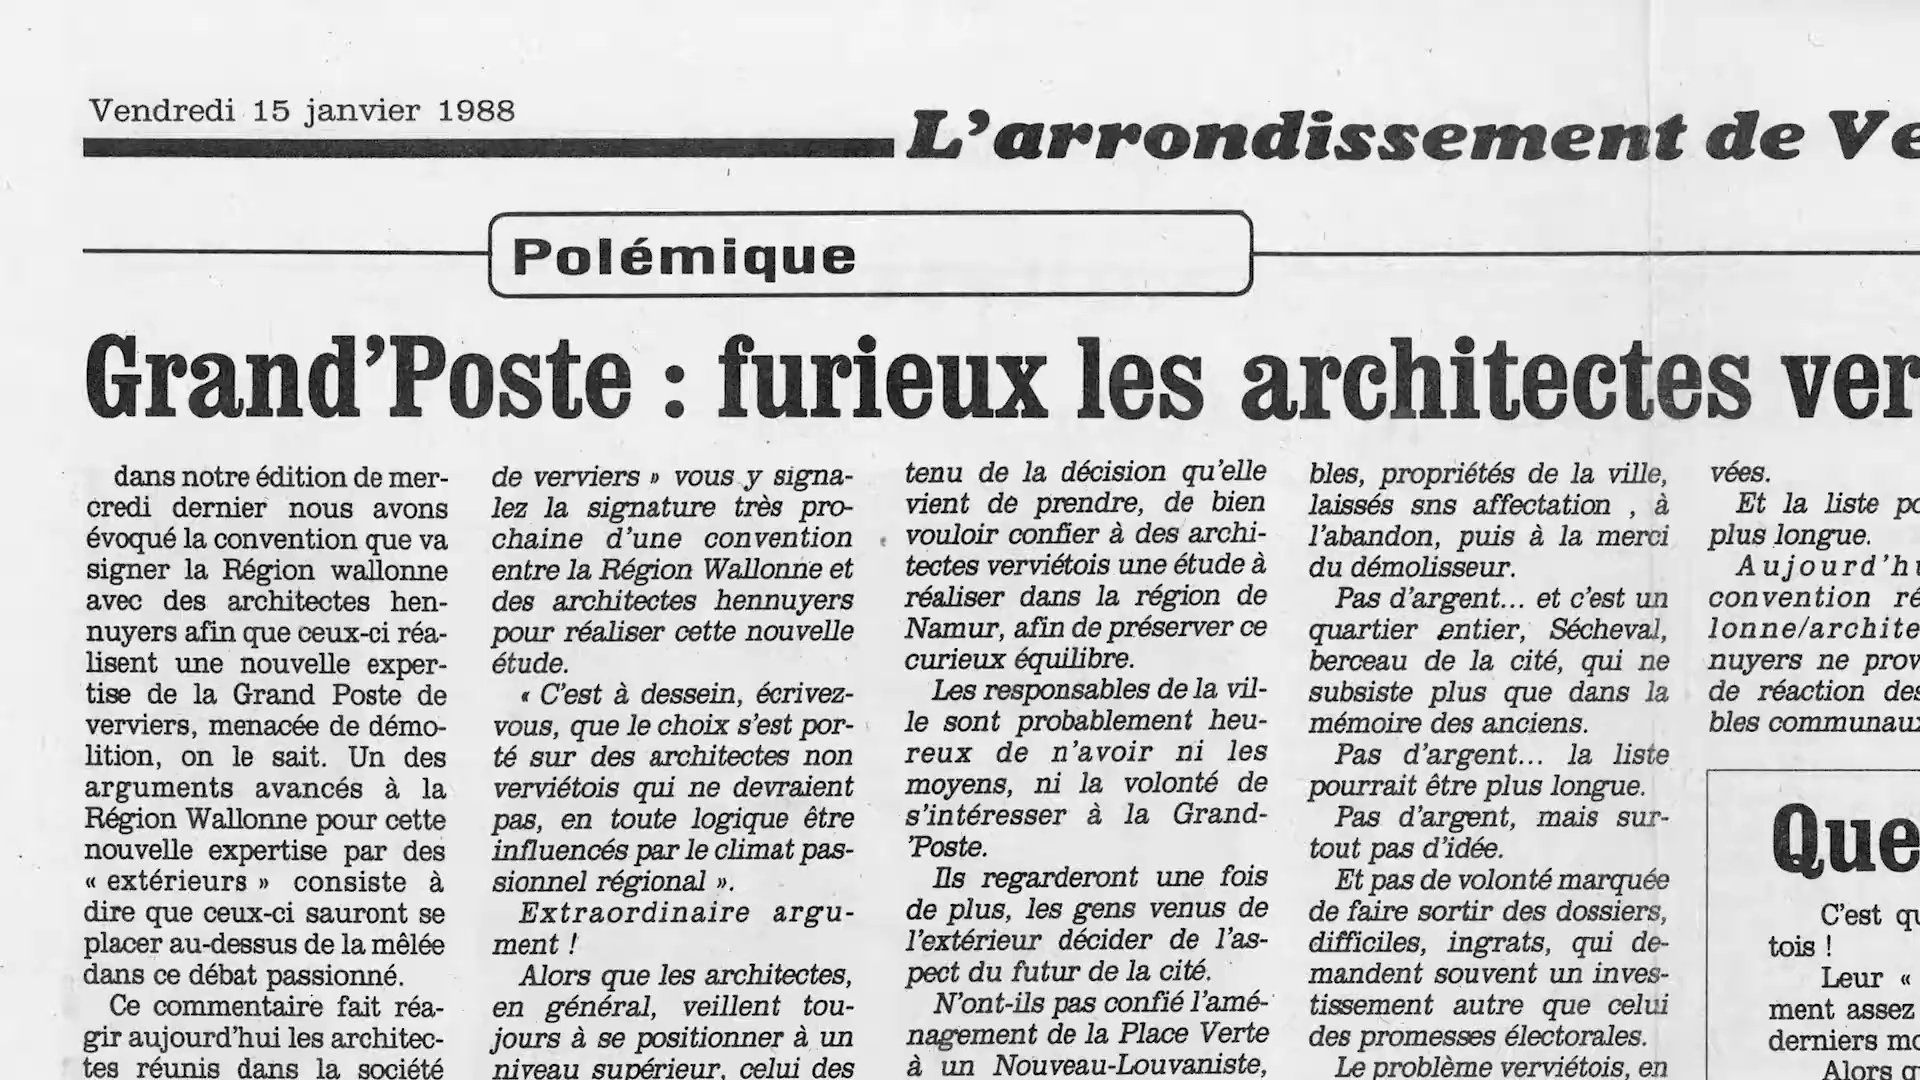 Vendredi 15 janvier 1988
L'arrondissement de Ve
Polémique
Grand'Poste : furieux les architectes ver
dans notre édition de mer-
credi dernier nous avons
évoqué la convention que va
signer la Région wallonne
avec des architectes hen-
nuyers afin que ceux-ci réa-
lisent une nouvelle exper-
tise de la Grand Poste de
verviers, menacée de démo-
lition, on le sait. Un des
arguments avancés à la
Région Wallonne pour cette
nouvelle expertise par des
« extérieurs » consiste à
dire que ceux-ci sauront se
placer au-dessus de la mêlée
dans ce débat passionné.
Ce commentaire fait réa-
gir aujourd'hui les architec-
tes réunis dans la société
de verviers » vous y signa-
lez la signature très pro-
chaine d'une convention
entre la Région Wallonne et
des architectes hennuyers
pour réaliser cette nouvelle
étude.
« C'est à dessein, écrivez-
vous, que le choix s'est por-
té sur des architectes non
verviétois qui ne devraient
pas, en toute logique être
influencés par le climat pas-
sionnel régional ».
Extraordinaire argu-
ment !
Alors que les architectes,
en général, veillent tou-
jours à se positionner à un
niveau supérieur, celui des
tenu de la décision qu'elle
vient de prendre, de bien
vouloir confier à des archi-
tectes verviétois une étude à
réaliser dans la région de
Namur, afin de préserver ce
curieux équilibre.
Les responsables de la vil-
le sont probablement heu-
reux de n'avoir ni les
moyens, ni la volonté de
s'intéresser à la Grand-
'Poste.
Ils regarderont une fois
de plus, les gens venus de
l'extérieur décider de l'as-
pect du futur de la cité.
N'ont-ils pas confié l'amé-
nagement de la Place Verte
à un Nouveau-Louvaniste,
bles, propriétés de la ville,
laissés sns affectation , à
l'abandon, puis à la merci
du démolisseur.
Pas d'argent... et c'est un
quartier entier, Sécheval,
berceau de la cité, qui ne
subsiste plus que dans la
mémoire des anciens.
Pas d'argent... la liste
pourrait être plus longue.
Pas d'argent, mais sur-
tout pas d'idée.
Et pas de volonté marquée
de faire sortir des dossiers,
difficiles, ingrats, qui de-
mandent souvent un inves-
tissement autre que celui
des promesses électorales.
Le problème verviétois, en
vées.
Et la liste po
plus longue.
Aujourd'hu
convention ré
lonne/archite
nuyers ne prov
de réaction des
bles communaux
Que
C'est qu
tois !
Leur «
ment assez
derniers mo
Alors q